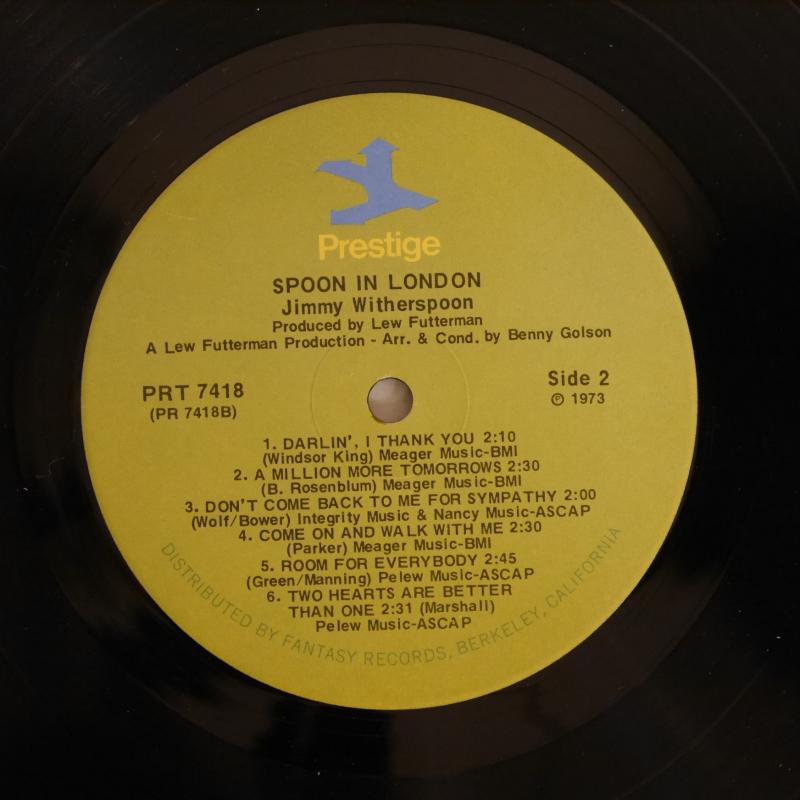 Prestige
SPOON IN LONDON
Jimmy Witherspoon
Produced by Lew Futterman
A Lew Futterman Production - Arr. & Cond. by Benny Golson
PRT 7418
(PR 7418B)
Side 2
℗ 1973
1. DARLIN', I THANK YOU 2:10
(Windsor King) Meager Music-BMI
2. A MILLION MORE TOMORROWS 2:30
(B. Rosenblum) Meager Music-BMI
3. DON'T COME BACK TO ME FOR SYMPATHY 2:00
(Wolf/Bower) Integrity Music & Nancy Music-ASCAP
4. COME ON AND WALK WITH ME 2:30
(Parker) Meager Music-BMI
5. ROOM FOR EVERYBODY 2:45
(Green/Manning) Pelew Music-ASCAP
6. TWO HEARTS ARE BETTER
THAN ONE 2:31 (Marshall)
Pelew Music-ASCAP
DISTRIBUTED BY FANTASY RECORDS, BERKELEY, CALIFORNIA